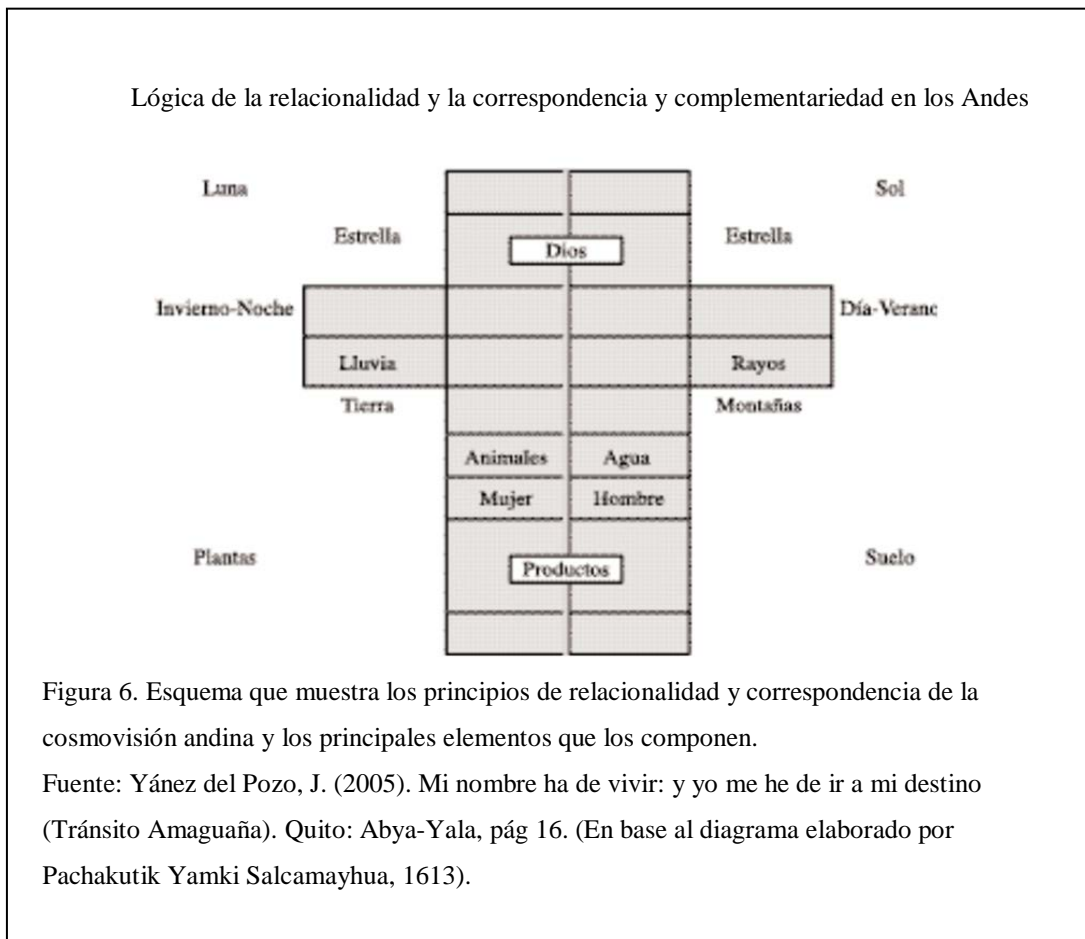 Lógica de la relacionalidad y la correspondencia y complementariedad en los Andes
Luna Sol
Estrella Estrella
Dios
Invierno-Noche Día-Veranc
Lluvia Rayos
Tierra Montañas
Animales Agua
Mujer Hombre
Plantas Suelo
Productos
Figura 6. Esquema que muestra los principios de relacionalidad y correspondencia de la
cosmovisión andina y los principales elementos que los componen.
Fuente: Yánez del Pozo, J. (2005). Mi nombre ha de vivir: y yo me he de ir a mi destino
(Tránsito Amaguaña). Quito: Abya-Yala, pág 16. (En base al diagrama elaborado por
Pachakutik Yamki Salcamayhua, 1613).